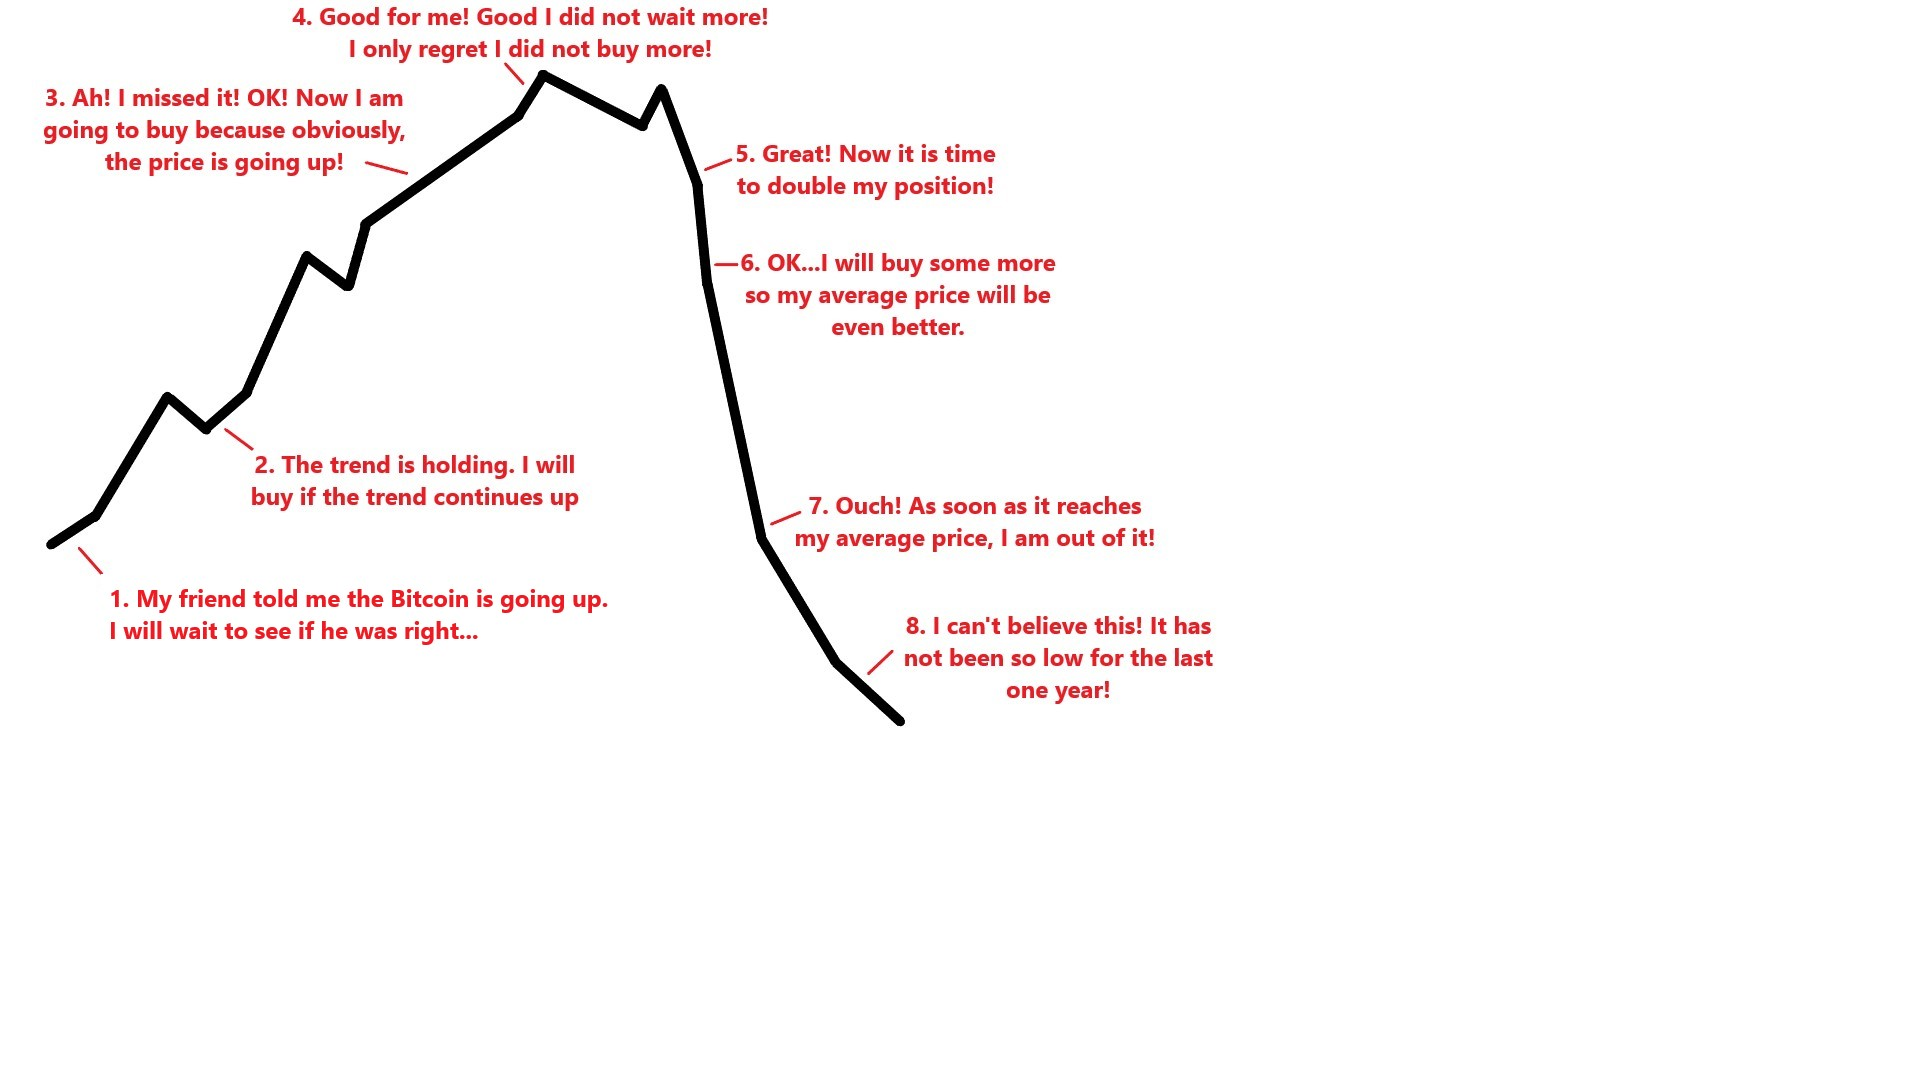 1. My friend told me the Bitcoin is going up.
I will wait to see if he was right...
2. The trend is holding. I will
buy if the trend continues up
3. Ah! I missed it! OK! Now I am
going to buy because obviously,
the price is going up!
4. Good for me! Good I did not wait more!
I only regret I did not buy more!
5. Great! Now it is time
to double my position!
6. OK...I will buy some more
so my average price will be
even better.
7. Ouch! As soon as it reaches
my average price, I am out of it!
8. I can't believe this! It has
not been so low for the last
one year!